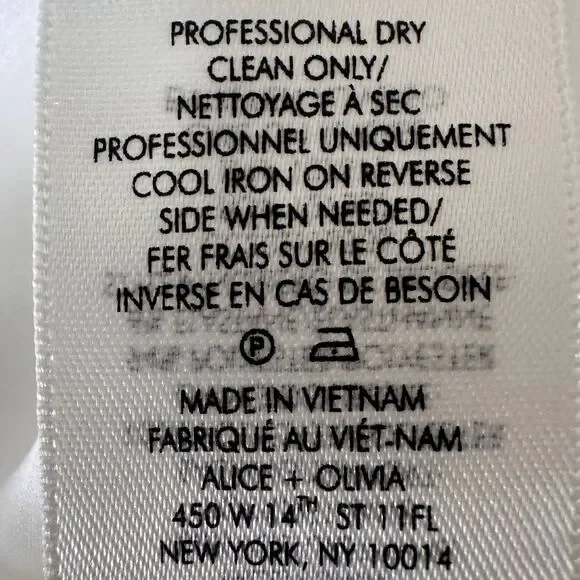 PROFESSIONAL DRY
CLEAN ONLY/
NETTOYAGE À SEC
PROFESSIONNEL UNIQUEMENT
COOL IRON ON REVERSE
SIDE WHEN NEEDED/
FER FRAIS SUR LE CÔTÉ
INVERSE EN CAS DE BESOIN
P
MADE IN VIETNAM
FABRIQUÉ AU VIÉT-NAM
ALICE + OLIVIA
450 W 14TH ST 11FL
NEW YORK, NY 10014